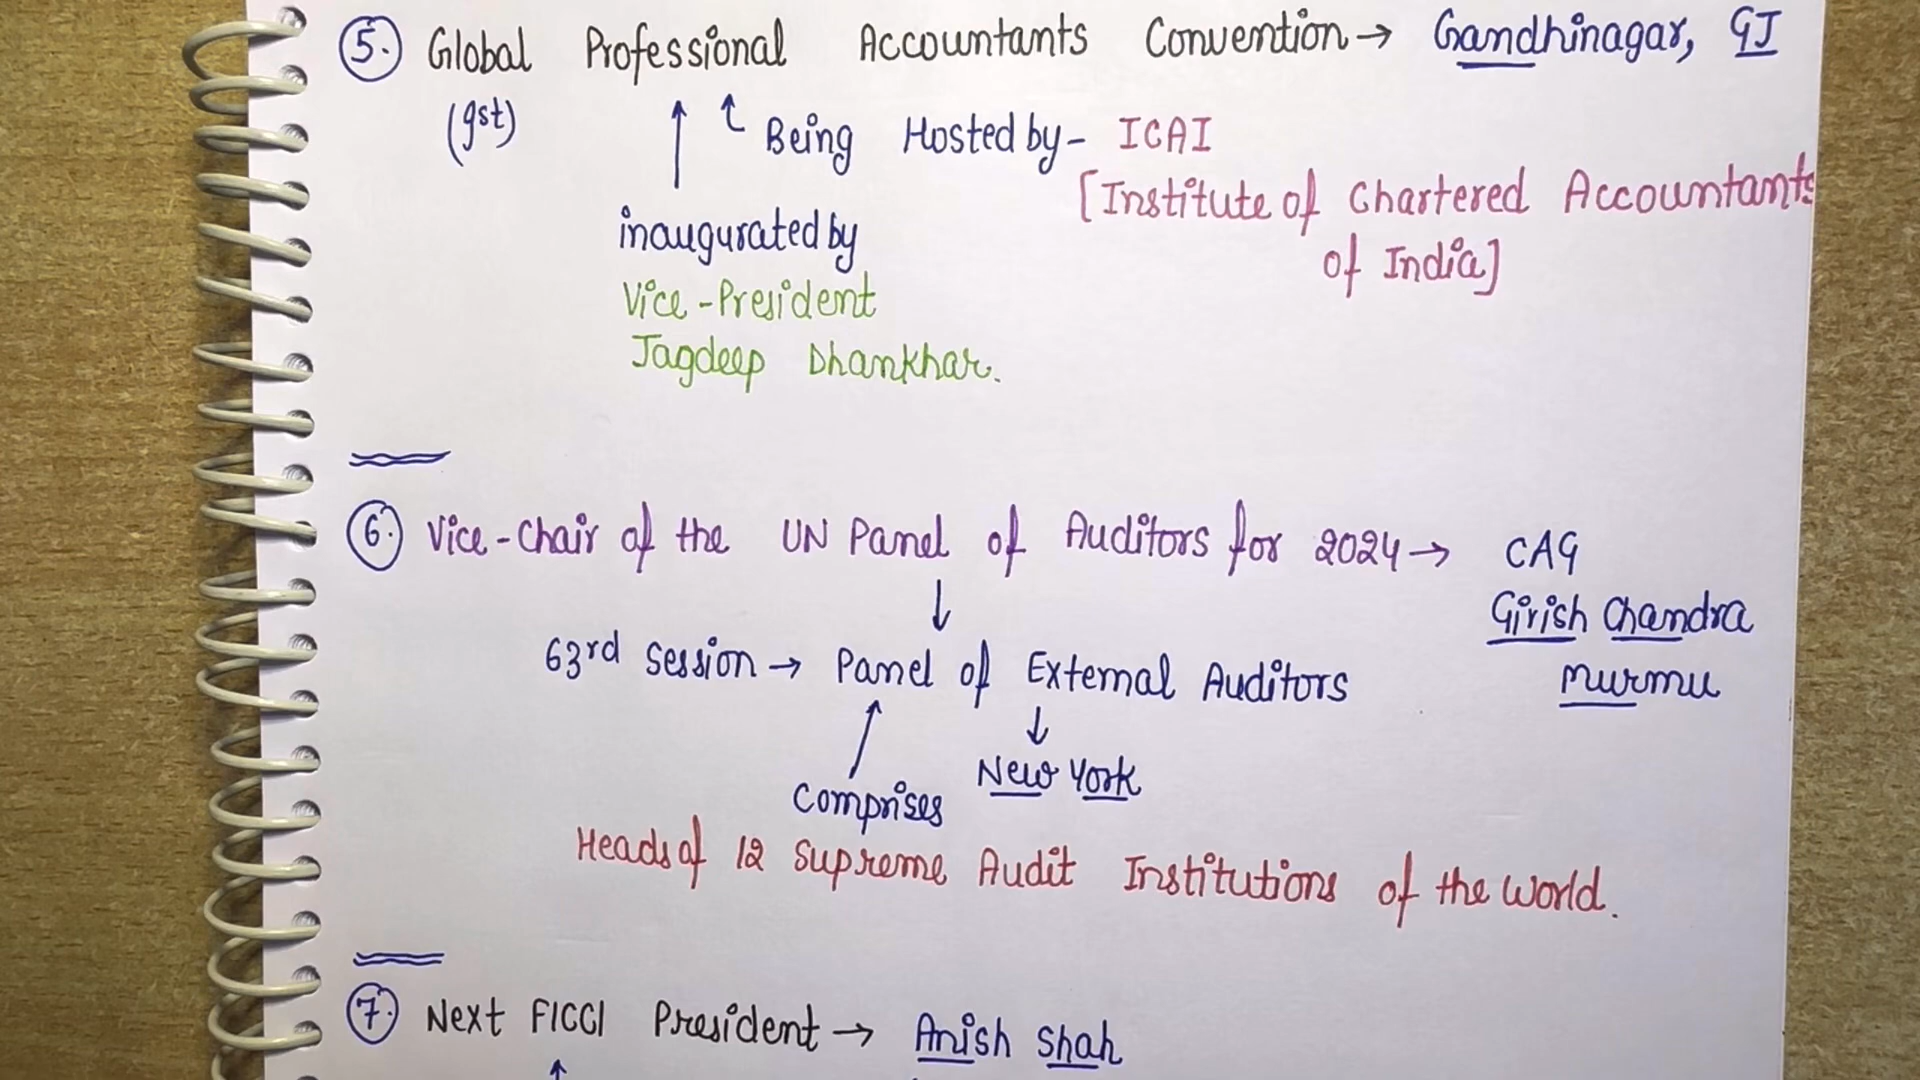 5. Global Professional Accountants Convention → Gandhinagar, GJ
(1st)
Being Hosted by - ICAI
[Institute of Chartered Accountants
of India]
inaugurated by
Vice-President
Jagdeep Dhankhar.
6. Vice-Chair of the UN Panel of Auditors for 2024 → CAG
Girish Chandra
Murmu
63rd Session → Panel of External Auditors
New York
Comprises
Heads of 12 Supreme Audit Institutions of the World.
7. Next FICCI President → Anish Shah